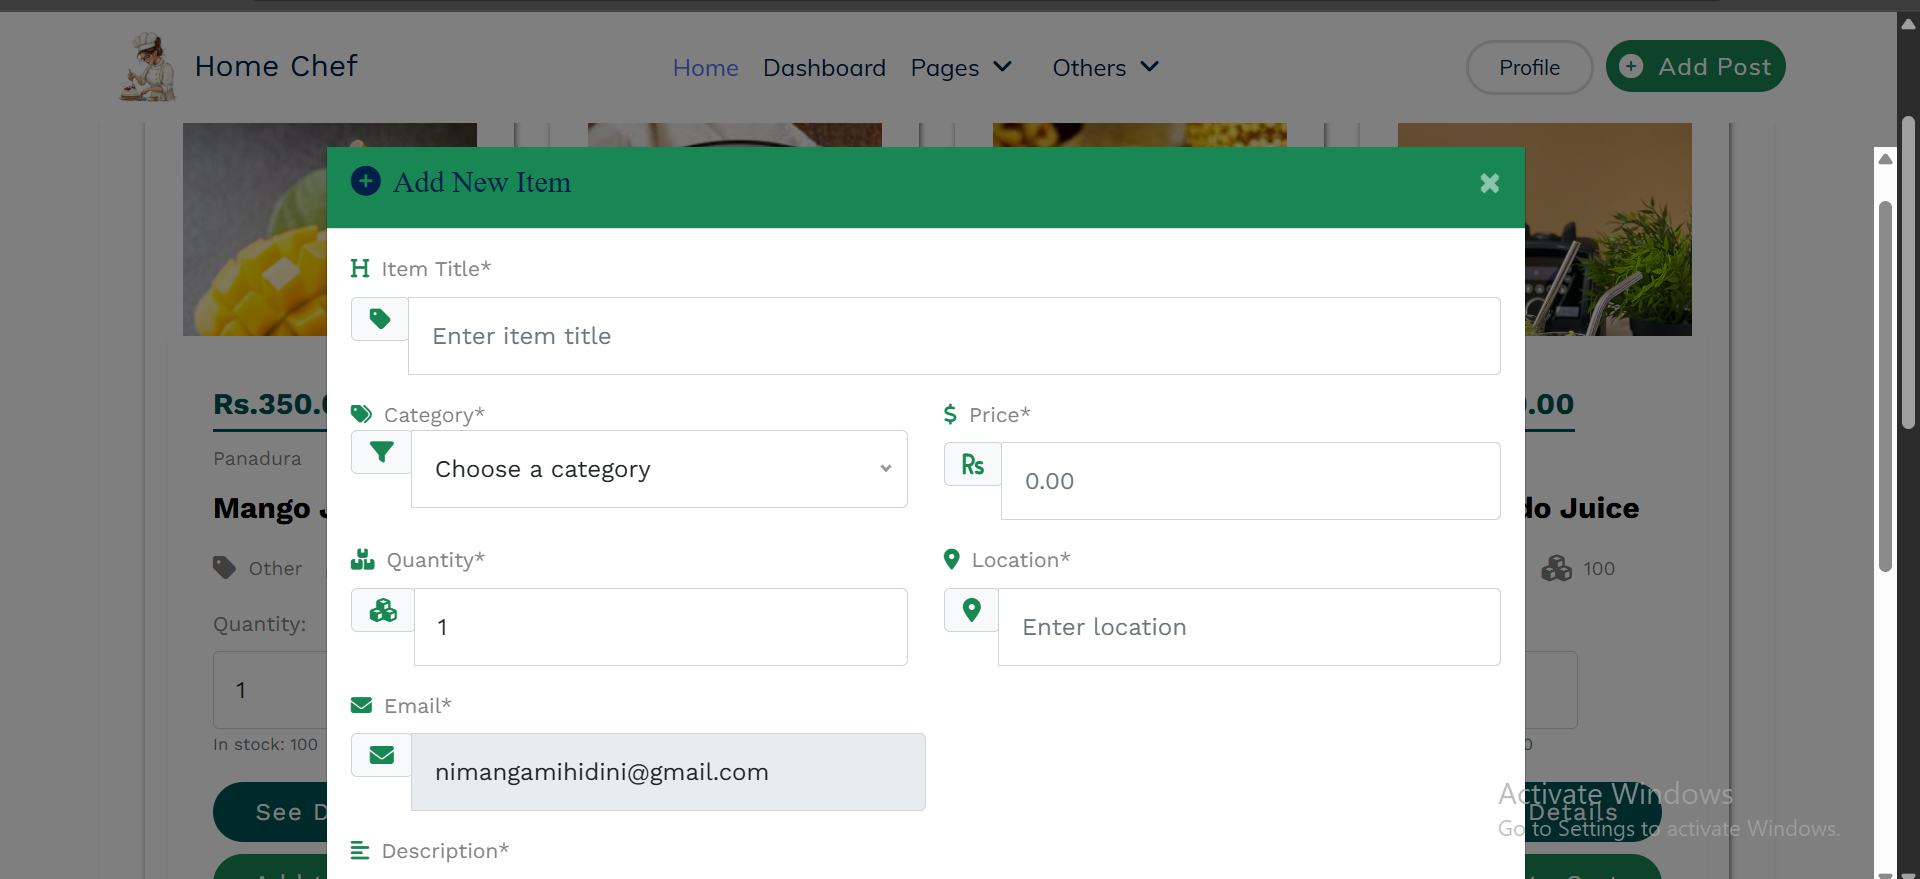 Home Chef
Home Dashboard Pages Others
Profile
Add Post
Add New Item
Item Title*
Enter item title
Category*
Choose a category
Price*
Rs
0.00
Quantity*
1
Location*
Enter location
Email*
nimangamihidini@gmail.com
Description*
Rs.350.
Panadura
Mango
Other
Quantity:
1
In stock: 100
See
.00
Juice
100
Details
Activate Windows
Go to Settings to activate Windows.